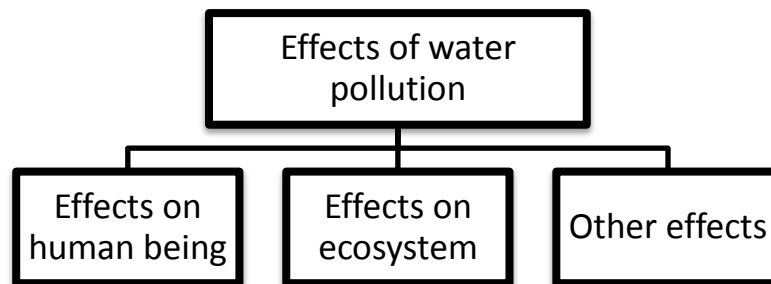 Effects of water
pollution
Effects on
human being
Effects on
ecosystem
Other effects